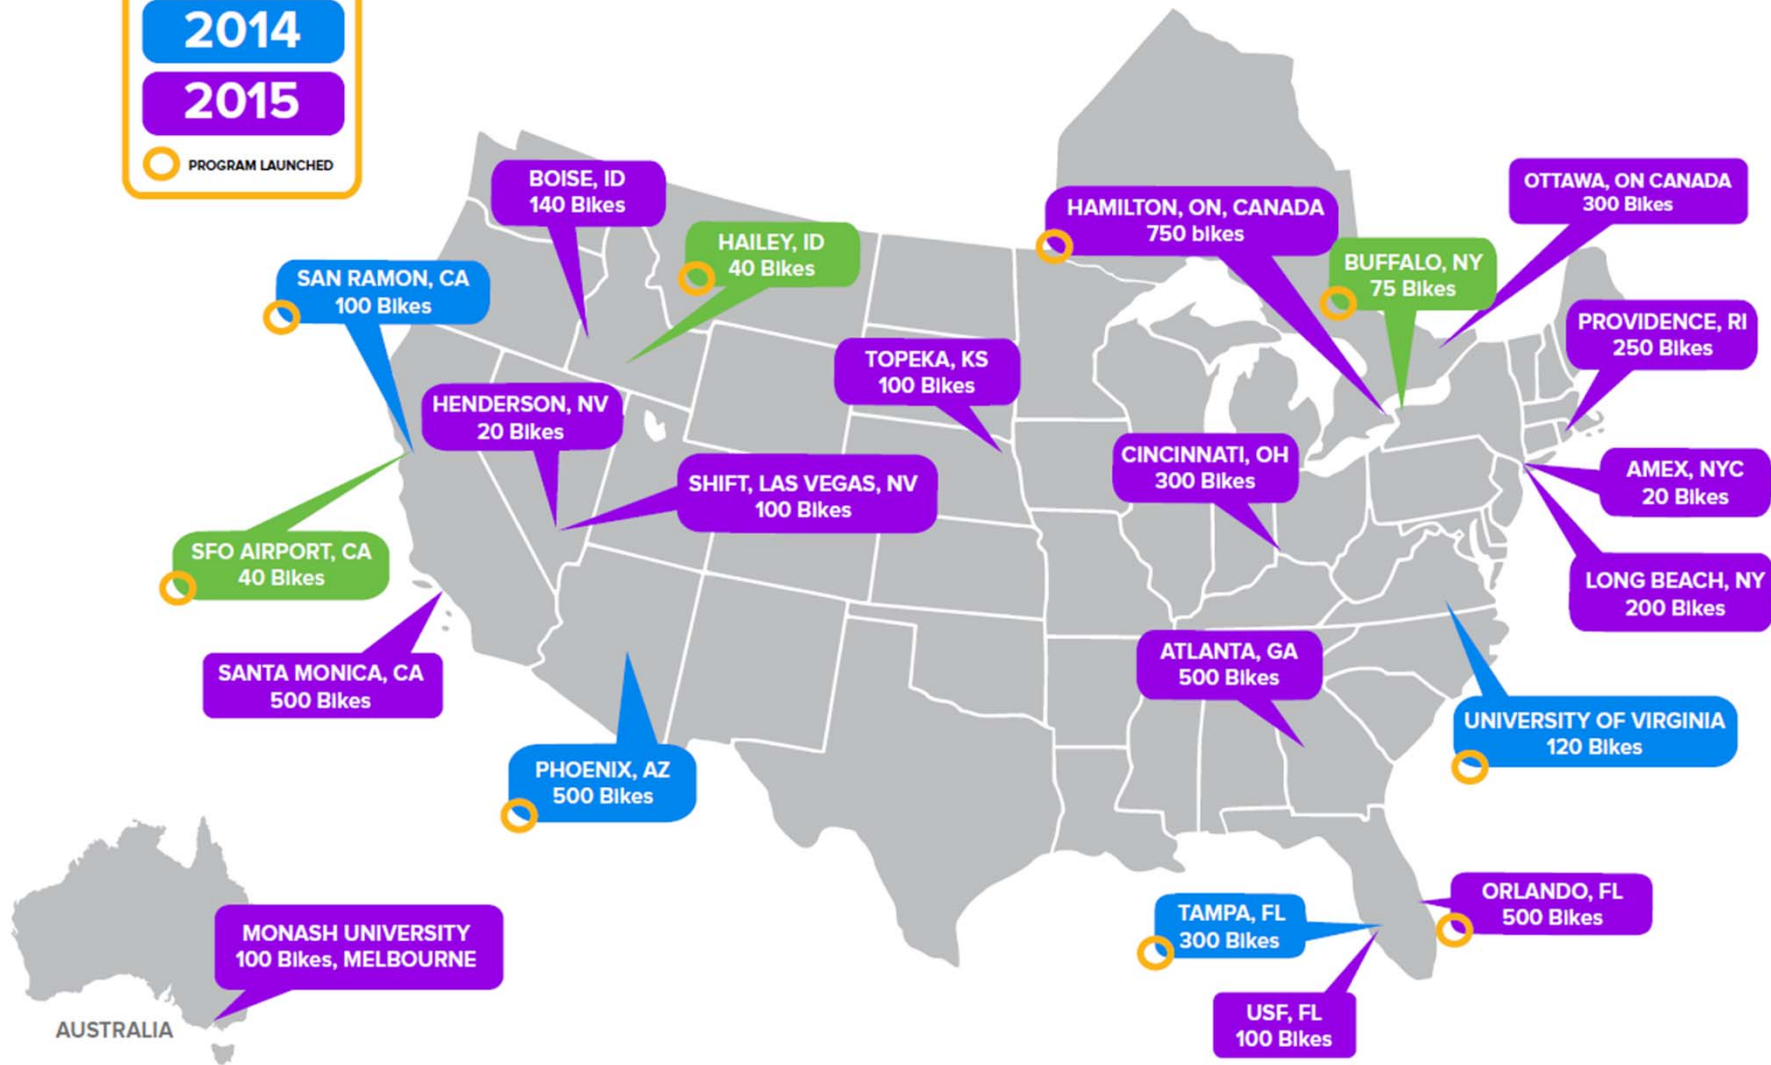 2014
2015
PROGRAM LAUNCHED
BOISE, ID
140 Bikes
HAILEY, ID
40 Bikes
HAMILTON, ON, CANADA
750 bikes
OTTAWA, ON CANADA
300 Bikes
SAN RAMON, CA
100 Bikes
BUFFALO, NY
75 Bikes
PROVIDENCE, RI
250 Bikes
TOPEKA, KS
100 Bikes
HENDERSON, NV
20 Bikes
CINCINNATI, OH
300 Bikes
SHIFT, LAS VEGAS, NV
100 Bikes
AMEX, NYC
20 Bikes
SFO AIRPORT, CA
40 Bikes
LONG BEACH, NY
200 Bikes
SANTA MONICA, CA
500 Bikes
ATLANTA, GA
500 Bikes
UNIVERSITY OF VIRGINIA
120 Bikes
PHOENIX, AZ
500 Bikes
ORLANDO, FL
500 Bikes
TAMPA, FL
300 Bikes
MONASH UNIVERSITY
100 Bikes, MELBOURNE
USF, FL
100 Bikes
AUSTRALIA